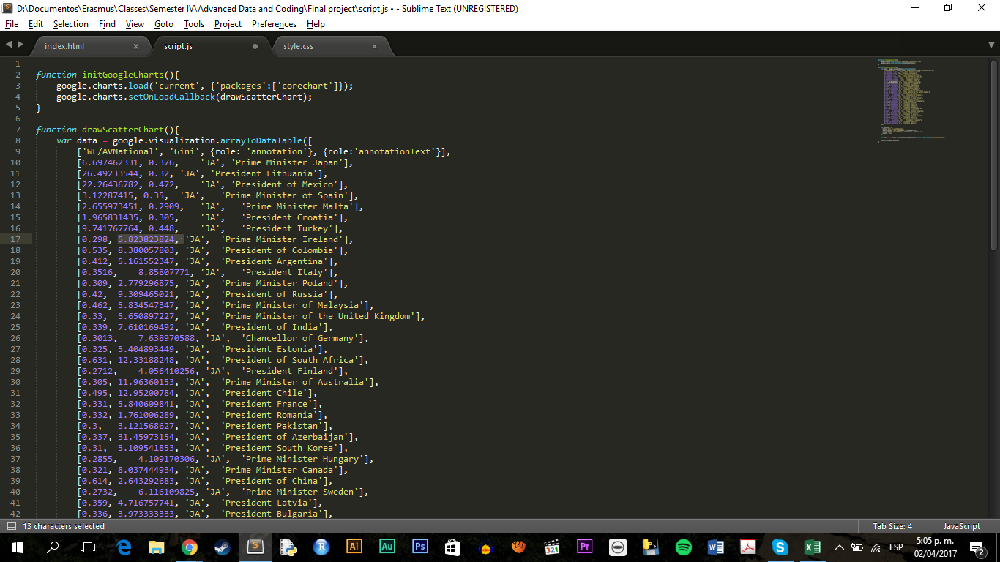 D:\Documentos\Erasmus\Classes\Semester IV\Advanced Data and Coding\Final project\script.js • - Sublime Text (UNREGISTERED)
File Edit Selection Find View Goto Tools Project Preferences Help
index.html × script.js style.css ×
1
2 function initGoogleCharts(){
3 google.charts.load('current', {'packages':['corechart']});
4 google.charts.setOnLoadCallback(drawScatterChart);
5 }
6
7 function drawScatterChart(){
8 var data = google.visualization.arrayToDataTable([
9 ['WL/AVNational', 'Gini', {role: 'annotation'}, {role:'annotationText'}],
10 [6.697462331, 0.376, 'JA', 'Prime Minister Japan'],
11 [26.49233544, 0.32, 'JA', 'President Lithuania'],
12 [22.26436782, 0.472, 'JA', 'President of Mexico'],
13 [3.12287415, 0.35, 'JA', 'Prime Minister of Spain'],
14 [2.655973451, 0.2909, 'JA', 'Prime Minister Malta'],
15 [1.965831435, 0.305, 'JA', 'President Croatia'],
16 [9.741767764, 0.448, 'JA', 'President Turkey'],
17 [0.298, 5.823823824, 'JA', 'Prime Minister Ireland'],
18 [0.535, 8.380057803, 'JA', 'President of Colombia'],
19 [0.412, 5.161552347, 'JA', 'President Argentina'],
20 [0.3516, 8.85807771, 'JA', 'President Italy'],
21 [0.309, 2.779296875, 'JA', 'Prime Minister Poland'],
22 [0.42, 9.309465021, 'JA', 'President of Russia'],
23 [0.462, 5.834547347, 'JA', 'Prime Minister of Malaysia'],
24 [0.33, 5.650897227, 'JA', 'Prime Minister of the United Kingdom'],
25 [0.339, 7.610169492, 'JA', 'President of India'],
26 [0.3013, 7.638970588, 'JA', 'Chancellor of Germany'],
27 [0.325, 5.404893449, 'JA', 'President Estonia'],
28 [0.631, 12.33188248, 'JA', 'President of South Africa'],
29 [0.2712, 4.056410256, 'JA', 'President Finland'],
30 [0.305, 11.96360153, 'JA', 'Prime Minister of Australia'],
31 [0.495, 12.95200784, 'JA', 'President Chile'],
32 [0.331, 5.840609841, 'JA', 'President France'],
33 [0.332, 1.761006289, 'JA', 'President Romania'],
34 [0.3, 3.121568627, 'JA', 'President Pakistan'],
35 [0.337, 31.45973154, 'JA', 'President of Azerbaijan'],
36 [0.31, 5.109541853, 'JA', 'President South Korea'],
37 [0.2855, 4.109170306, 'JA', 'Prime Minister Hungary'],
38 [0.321, 8.037444934, 'JA', 'Prime Minister Canada'],
39 [0.614, 2.643292683, 'JA', 'President of China'],
40 [0.2732, 6.116109825, 'JA', 'Prime Minister Sweden'],
41 [0.359, 4.716757741, 'JA', 'President Latvia'],
42 [0.336, 3.973333333, 'JA', 'President Bulgaria'],
13 characters selected Tab Size: 4 JavaScript
ESP 5:05 p. m.
02/04/2017
2